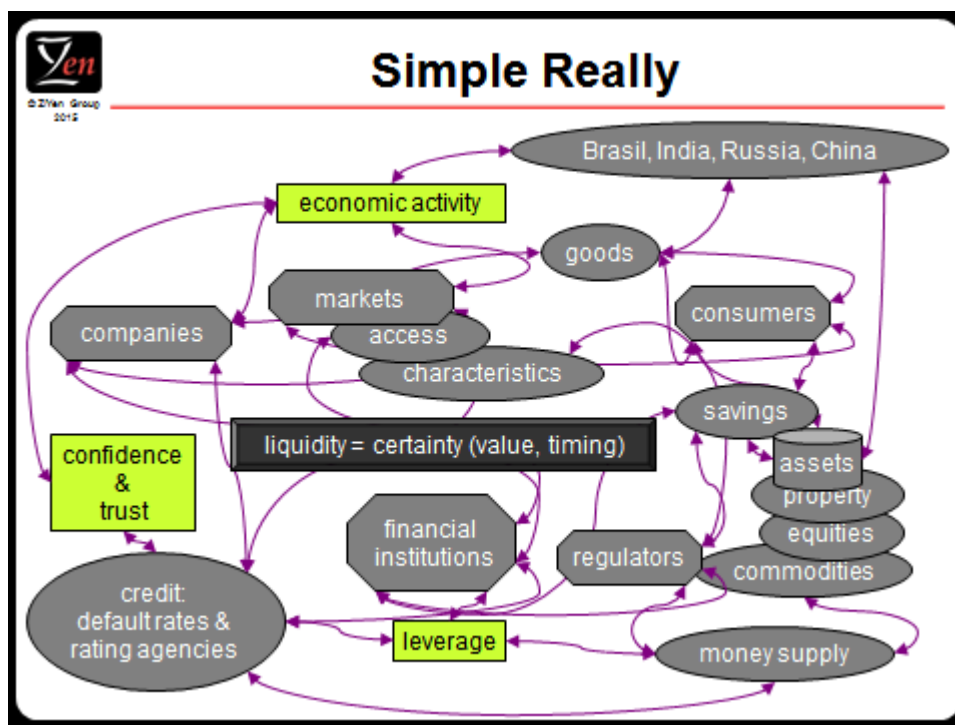 Yen
© Z/Yen Group
2015
Simple Really
Brasil, India, Russia, China
economic activity
goods
markets
consumers
companies
access
characteristics
savings
liquidity = certainty (value, timing)
confidence
&
trust
assets
property
financial
institutions
equities
regulators
commodities
credit:
default rates &
rating agencies
leverage
money supply